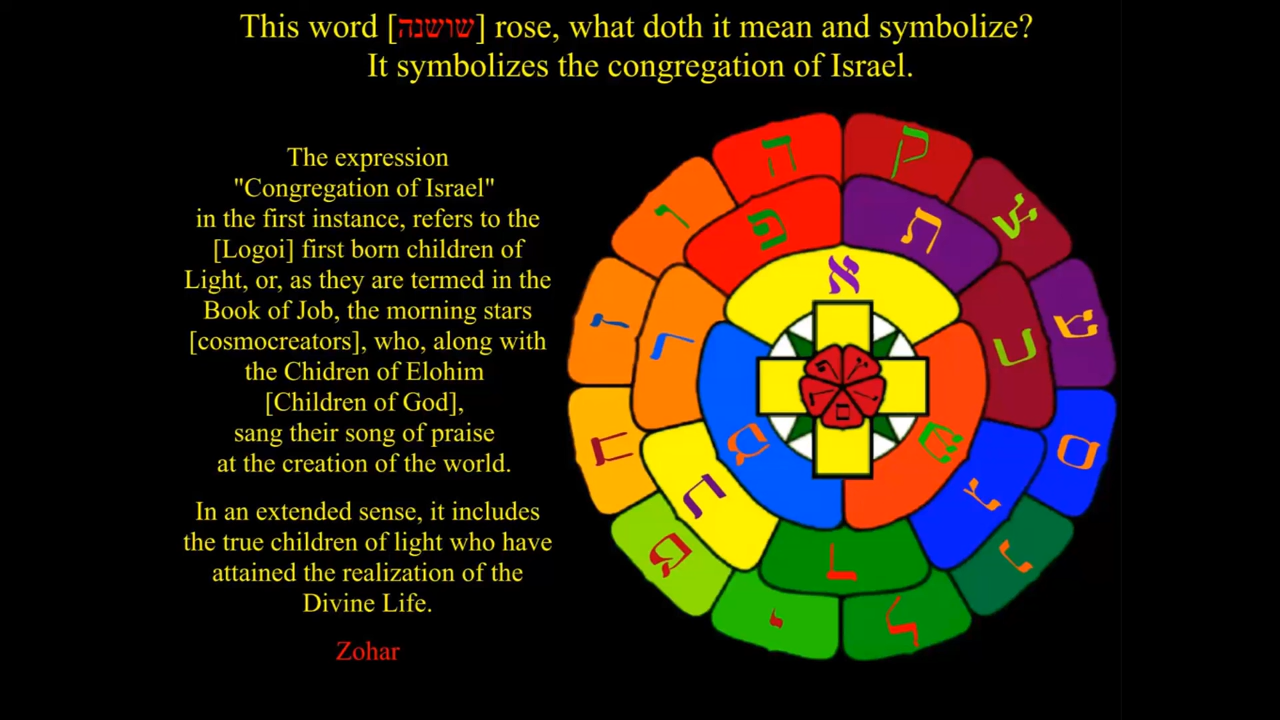 This word [שושנה] rose, what doth it mean and symbolize?
It symbolizes the congregation of Israel.
The expression
"Congregation of Israel"
in the first instance, refers to the
[Logoi] first born children of
Light, or, as they are termed in the
Book of Job, the morning stars
[cosmocreators], who, along with
the Chidren of Elohim
[Children of God],
sang their song of praise
at the creation of the world.
In an extended sense, it includes
the true children of light who have
attained the realization of the
Divine Life.
Zohar
ה
ק
ו
פ
ת
א
ז
ר
ל
י